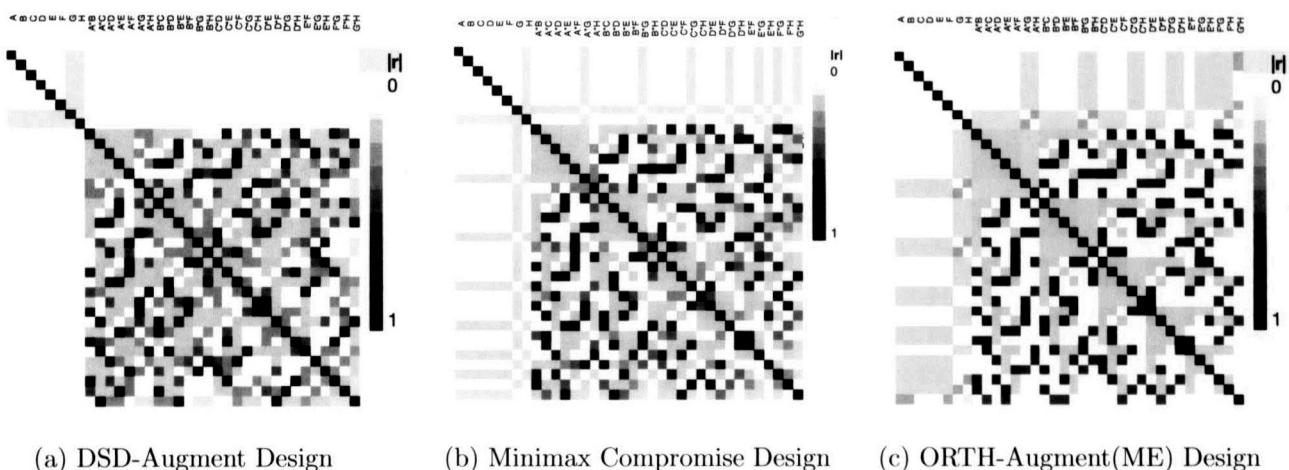 A B C D E F G H A*B A*C A*D A*E A*F A*G A*H B*C B*D B*E B*F B*G B*H C*D C*E C*F C*G C*H D*E D*F D*G D*H E*F E*G E*H F*G F*H G*H
|r|
0
1
(a) DSD-Augment Design
A B C D E F G H A*B A*C A*D A*E A*F A*G A*H B*C B*D B*E B*F B*G B*H C*D C*E C*F C*G C*H D*E D*F D*G D*H E*F E*G E*H F*G F*H G*H
|r|
0
1
(b) Minimax Compromise Design
A B C D E F G H A*B A*C A*D A*E A*F A*G A*H B*C B*D B*E B*F B*G B*H C*D C*E C*F C*G C*H D*E D*F D*G D*H E*F E*G E*H F*G F*H G*H
|r|
0
1
(c) ORTH-Augment(ME) Design